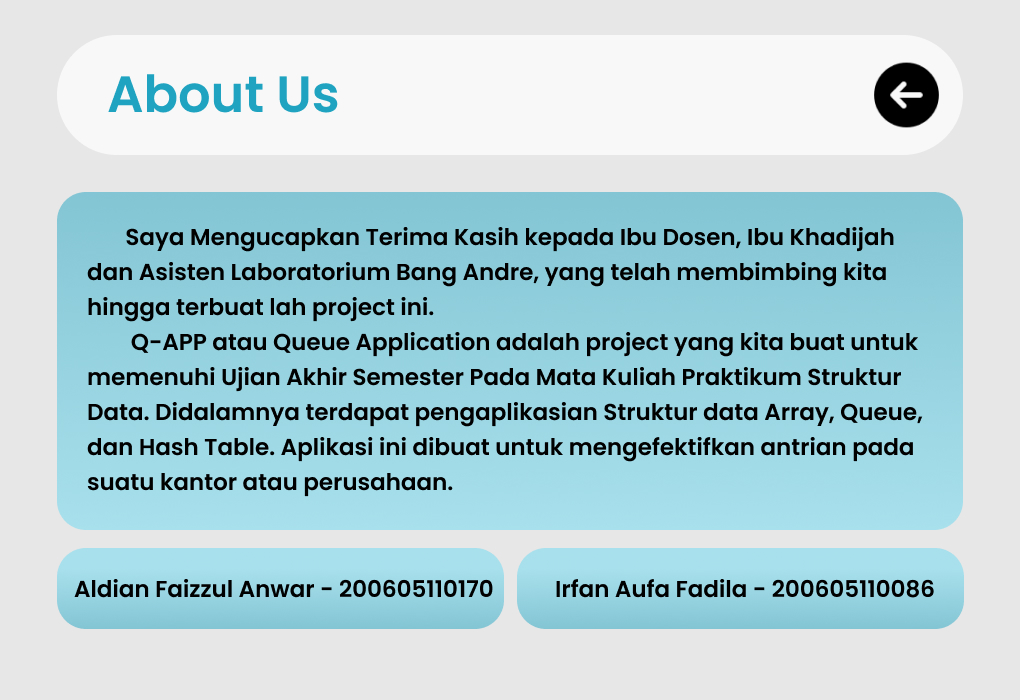 About Us
Saya Mengucapkan Terima Kasih kepada Ibu Dosen, Ibu Khadijah
dan Asisten Laboratorium Bang Andre, yang telah membimbing kita
hingga terbuat lah project ini.
Q-APP atau Queue Application adalah project yang kita buat untuk
memenuhi Ujian Akhir Semester Pada Mata Kuliah Praktikum Struktur
Data. Didalamnya terdapat pengaplikasian Struktur data Array, Queue,
dan Hash Table. Aplikasi ini dibuat untuk mengefektifkan antrian pada
suatu kantor atau perusahaan.
Aldian Faizzul Anwar - 200605110170
Irfan Aufa Fadila - 200605110086